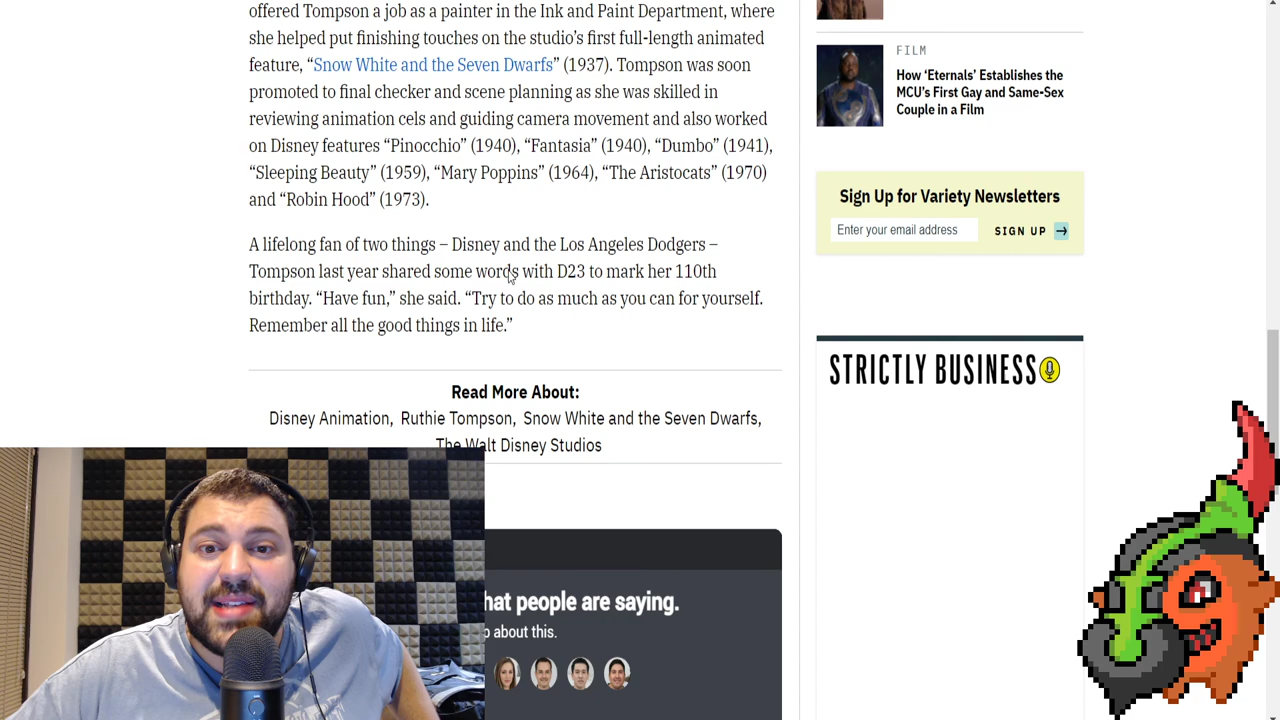 offered Tompson a job as a painter in the Ink and Paint Department, where
she helped put finishing touches on the studio’s first full-length animated
feature, “Snow White and the Seven Dwarfs” (1937). Tompson was soon
promoted to final checker and scene planning as she was skilled in
reviewing animation cels and guiding camera movement and also worked
on Disney features “Pinocchio” (1940), “Fantasia” (1940), “Dumbo” (1941),
“Sleeping Beauty” (1959), “Mary Poppins” (1964), “The Aristocats” (1970)
and “Robin Hood” (1973).
A lifelong fan of two things – Disney and the Los Angeles Dodgers –
Tompson last year shared some words with D23 to mark her 110th
birthday. “Have fun,” she said. “Try to do as much as you can for yourself.
Remember all the good things in life.”
Read More About:
Disney Animation, Ruthie Tompson, Snow White and the Seven Dwarfs,
The Walt Disney Studios
hat people are saying.
about this.
FILM
How ‘Eternals’ Establishes the
MCU’s First Gay and Same-Sex
Couple in a Film
Sign Up for Variety Newsletters
Enter your email address SIGN UP
STRICTLY BUSINESS